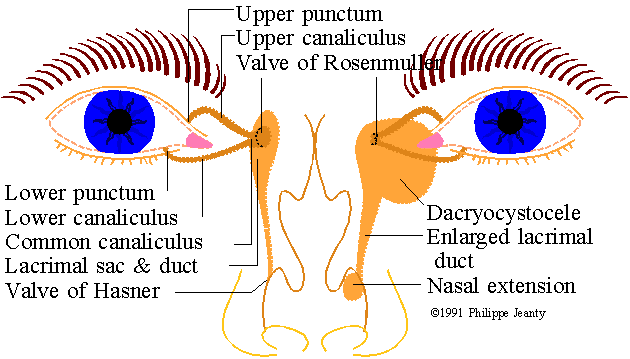 Upper punctum
Upper canaliculus
Valve of Rosenmuller
Lower punctum
Lower canaliculus
Common canaliculus
Lacrimal sac & duct
Valve of Hasner
Dacryocystocele
Enlarged lacrimal
duct
Nasal extension
©1991 Philippe Jeanty